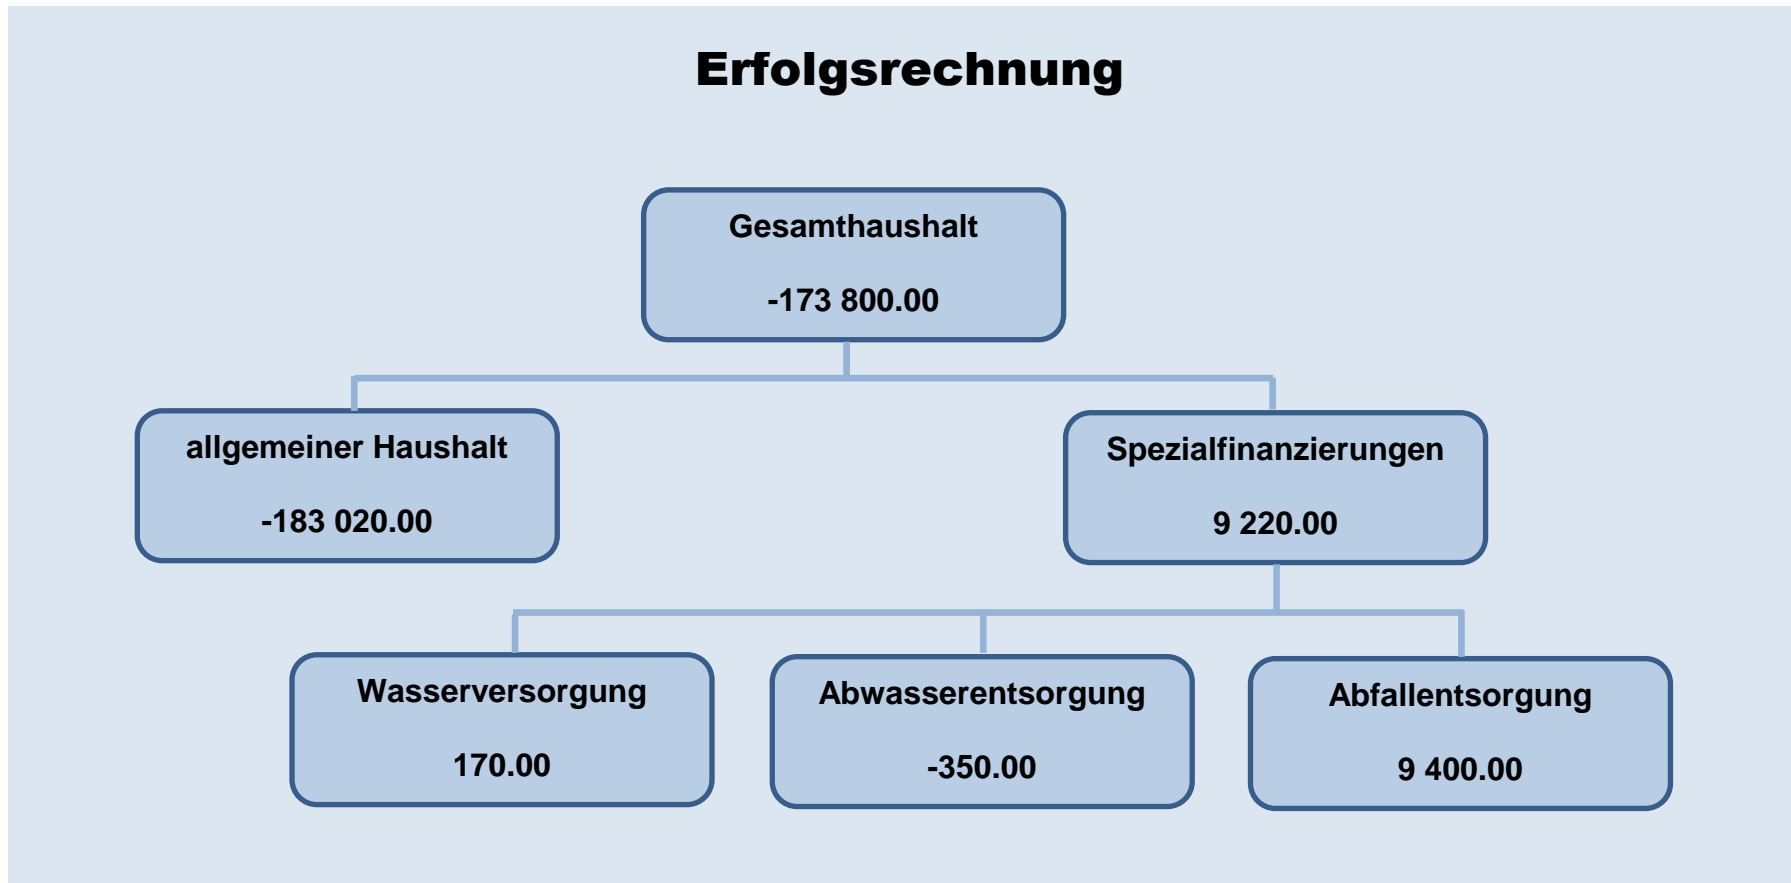 Erfolgsrechnung
Gesamthaushalt
-173 800.00
allgemeiner Haushalt
-183 020.00
Spezialfinanzierungen
9 220.00
Wasserversorgung
170.00
Abwasserentsorgung
-350.00
Abfallentsorgung
9 400.00